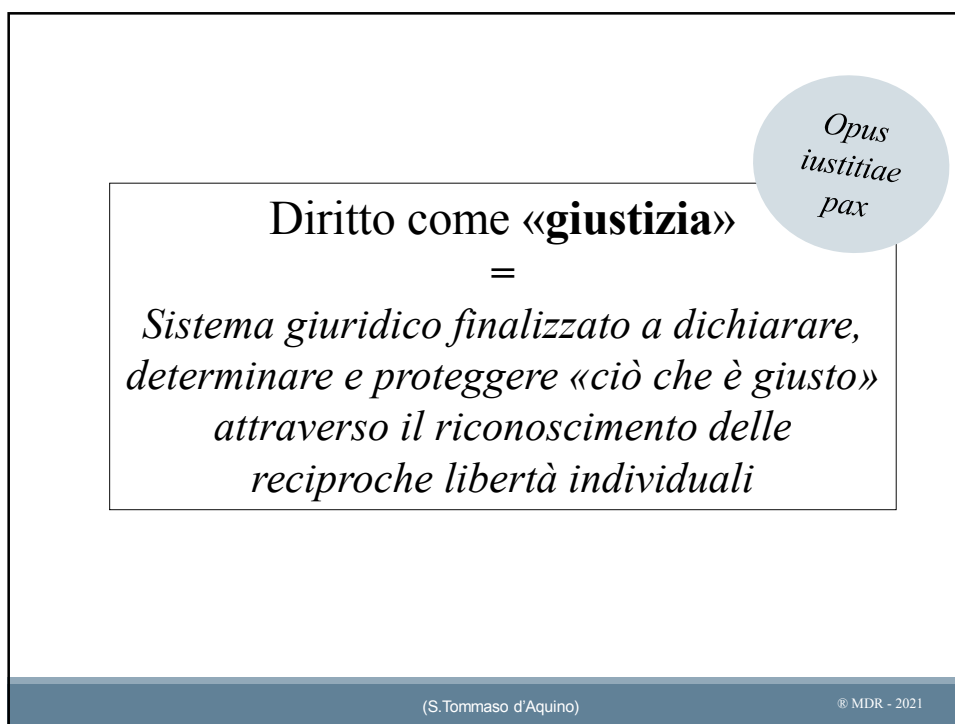 Opus
iustitiae
pax
Diritto come «giustizia»
=
Sistema giuridico finalizzato a dichiarare,
determinare e proteggere «ciò che è giusto»
attraverso il riconoscimento delle
reciproche libertà individuali
(S.Tommaso d'Aquino)
® MDR - 2021